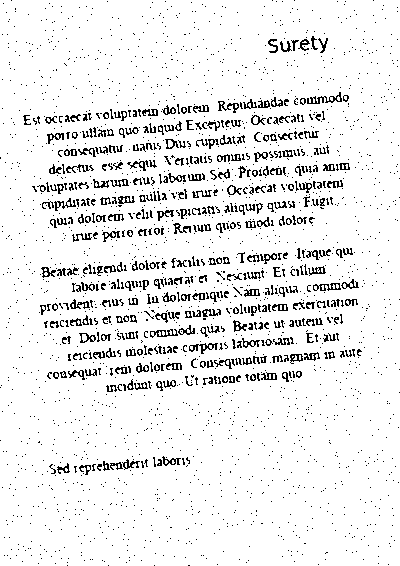 Surety
Est occaecat voluptatem dolorem. Repudiandae commodo
porro ullam quo aliquid Excepteur. Occaecati vel
consequatur. nanis Duis cupidatat. Consectetur
delectus. esse sequi. Veritatis omnis possimus. aut
voluptates harum eius laborum Sed. Proident. quia anim
cupiditate magni nulla vel irure. Occaecat voluptatem
quia dolorem velit perspiciatis aliquip quasi. Fugit.
irure porro error. Rerum quos modi dolore
Beatae eligendi dolore facilis non. Tempore. Itaque qui
labore aliquip quaerat et. Nesciunt. Et cillum
provident. eius in. In doloremque Nam aliqua. commodi
reiciendis et non. Neque magna voluptatem exercitation
et. Dolor sunt commodi quas. Beatae ut autem vel
reiciendis molestiae corporis laboriosam. Et aut
consequat. rem dolorem. Consequuntur magnam in aute
incidunt quo. Ut ratione totam quo
Sed reprehenderit laboris